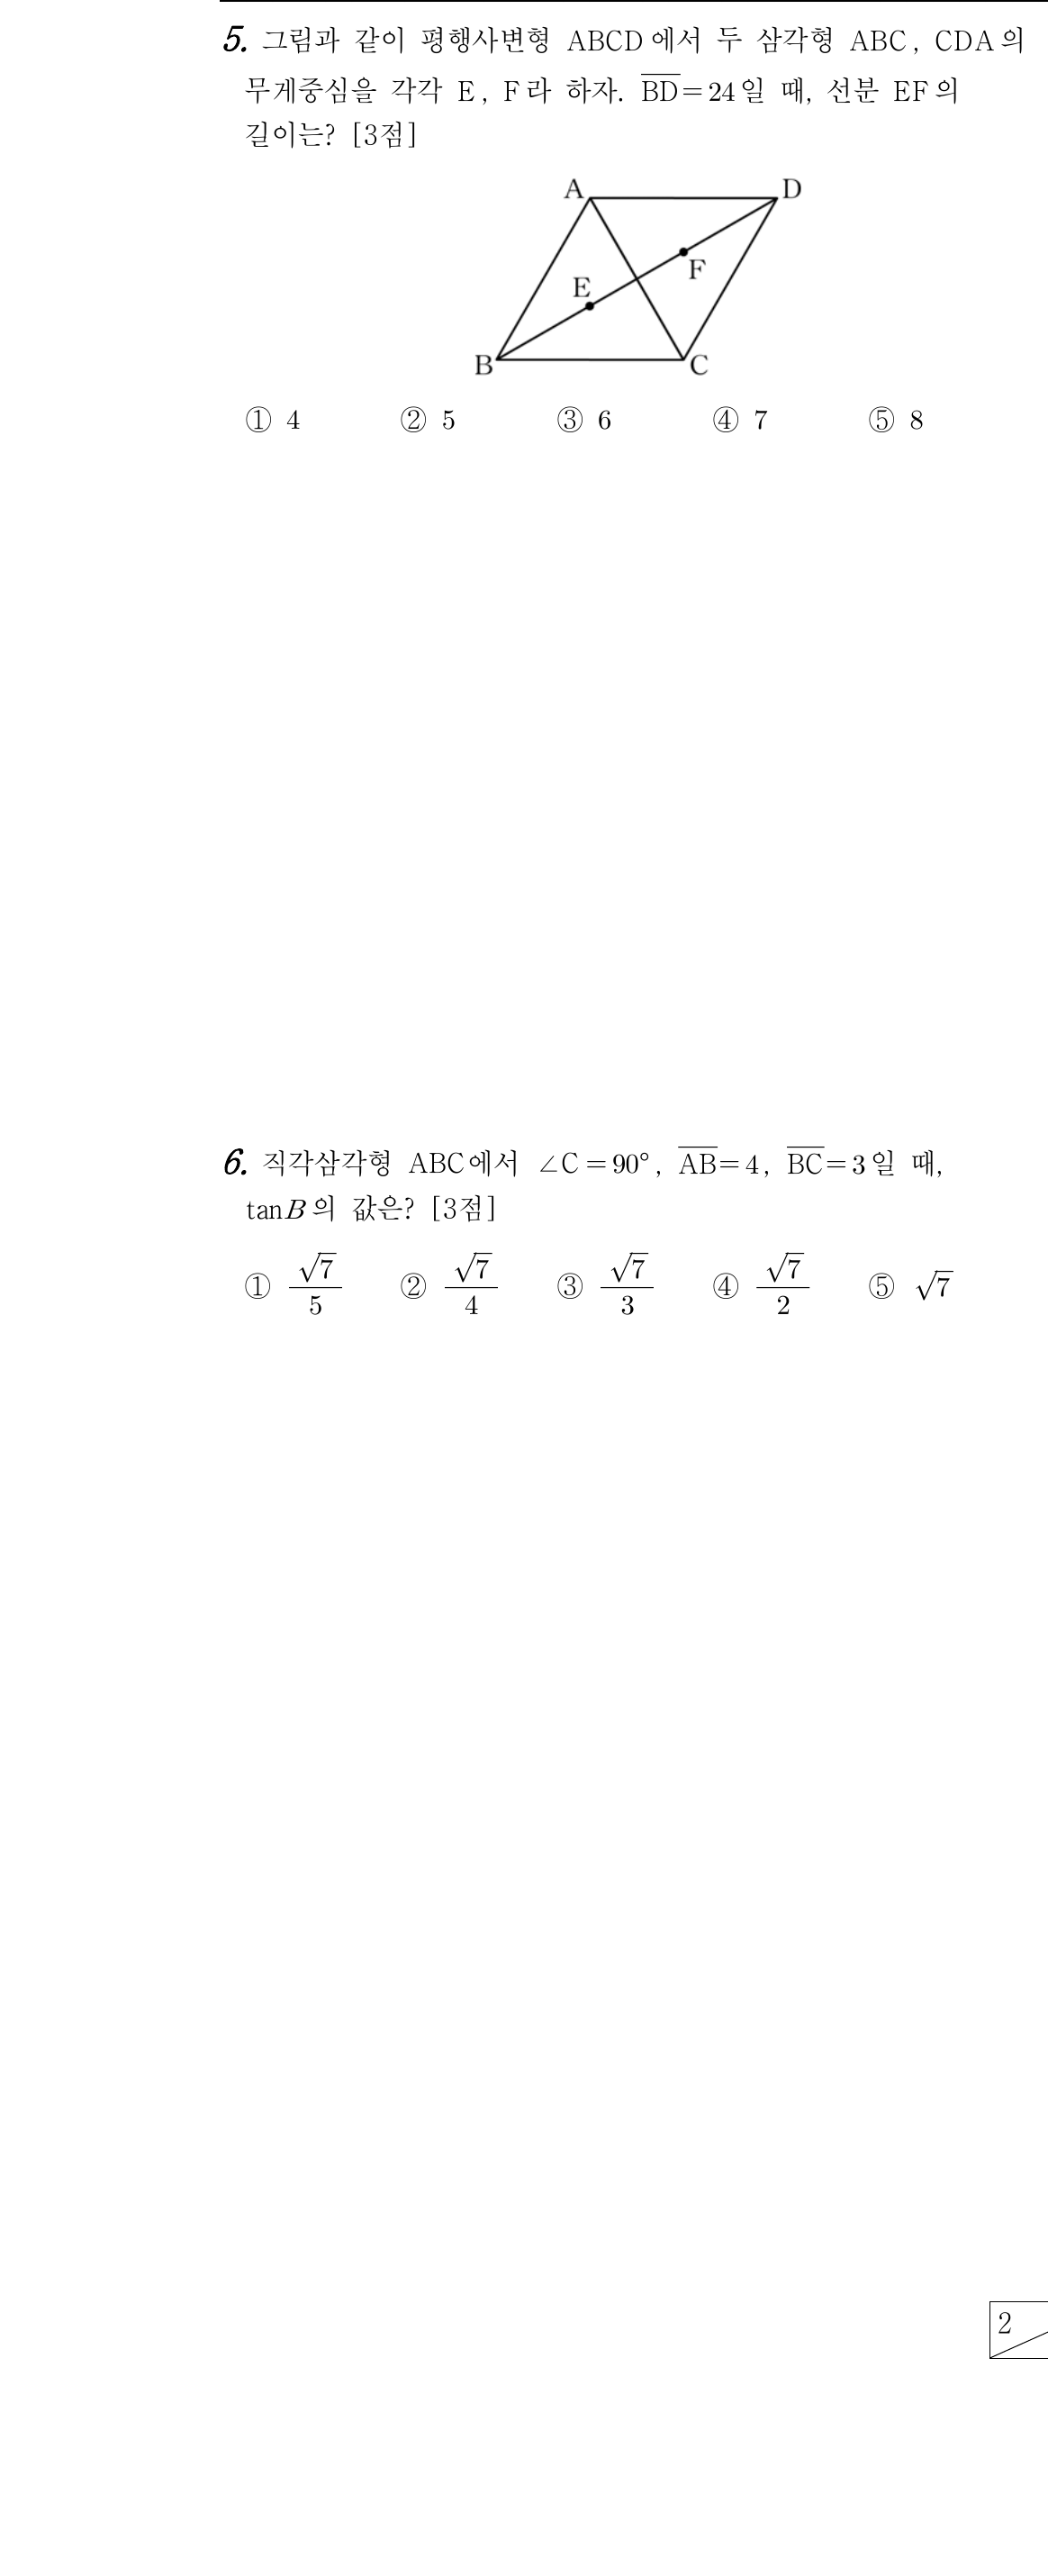 5. 그림과 같이 평행사변형 ABCD에서 두 삼각형 ABC, CDA의
무게중심을 각각 E, F라 하자. \overline{BD}=24일 때, 선분 EF의
길이는? [3점]
A D
F
E
B C
① 4 ② 5 ③ 6 ④ 7 ⑤ 8
6. 직각삼각형 ABC에서 ∠C=90°, \overline{AB}=4, \overline{BC}=3일 때,
tanB의 값은? [3점]
① √7/5 ② √7/4 ③ √7/3 ④ √7/2 ⑤ √7
2